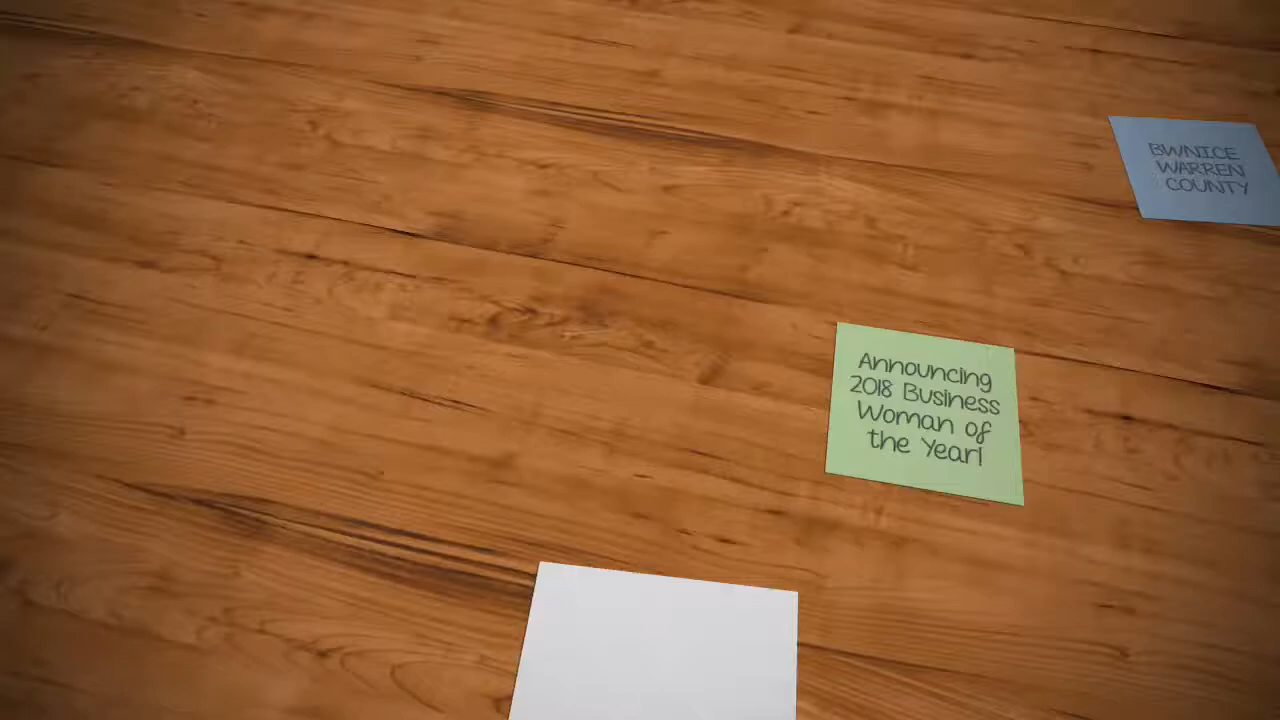 BWNICE
WARREN
COUNTY
Announcing
2018 Business
Woman of
the Year!